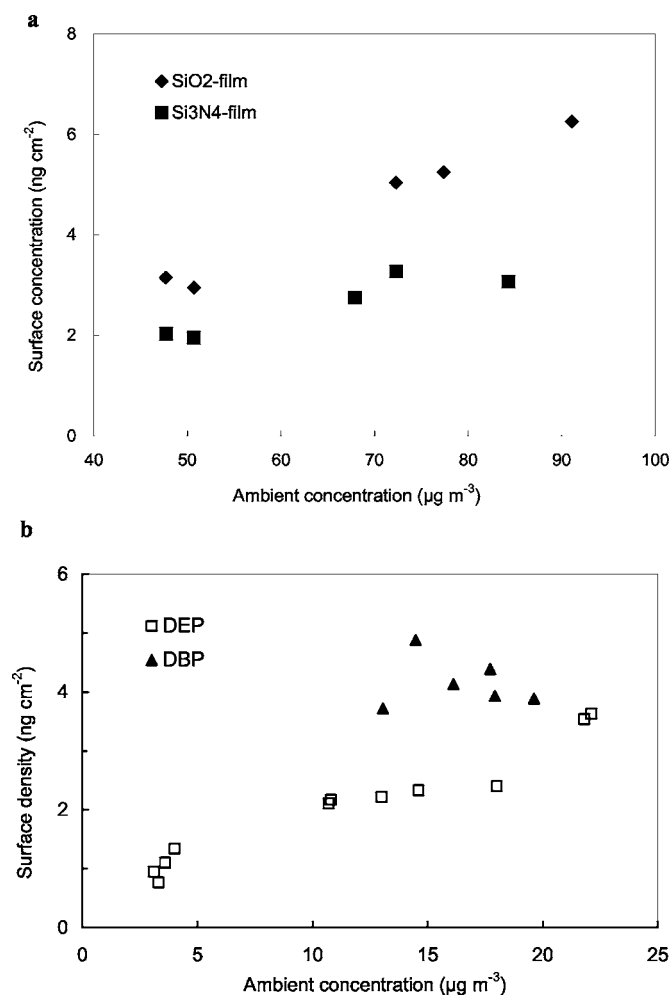 a
8
SiO2-film
Si3N4-film
6
4
2
0
Surface concentration (ng cm-2)
40 50 60 70 80 90 100
Ambient concentration (µg m-3)
b
6
DEP
DBP
4
2
0
Surface density (ng cm-2)
0 5 10 15 20 25
Ambient concentration (µg m-3)